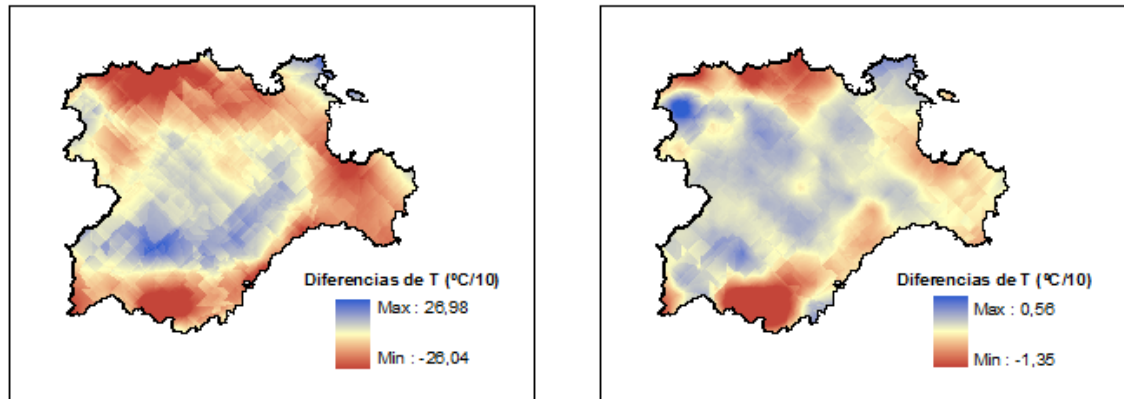 Diferencias de T (ºC/10)
Max : 26,98
Min : -26,04
Diferencias de T (ºC/10)
Max : 0,56
Min : -1,35